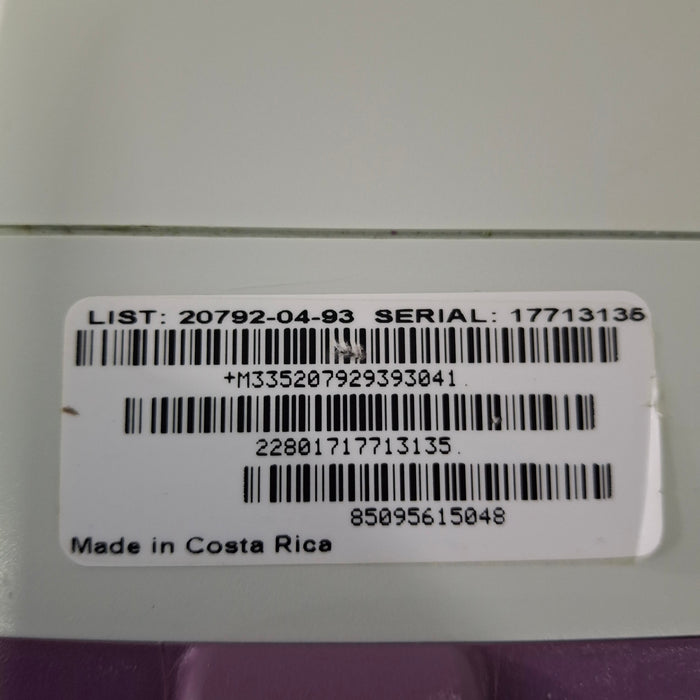 LIST: 20792-04-93 SERIAL: 17713135
+M335207929393041.
22801717713135.
85095615048
Made in Costa Rica